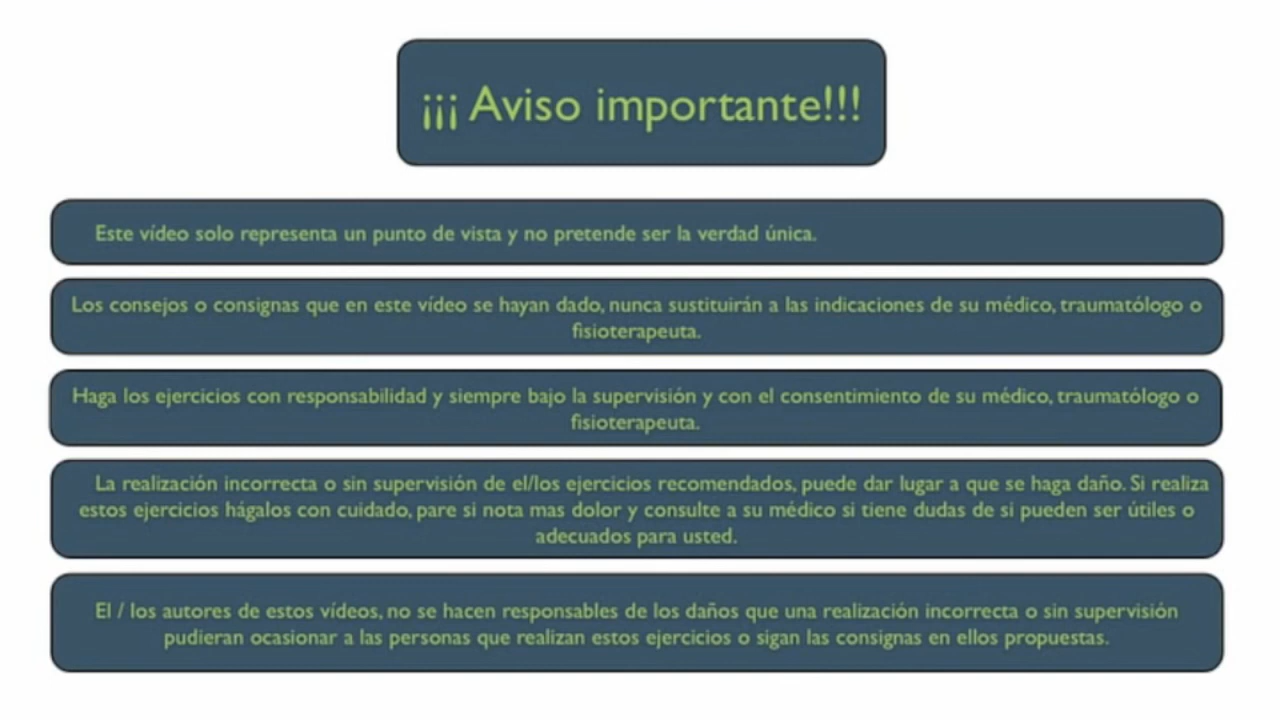 ¡¡¡ Aviso importante!!!
Este vídeo solo representa un punto de vista y no pretende ser la verdad única.
Los consejos o consignas que en este vídeo se hayan dado, nunca sustituirán a las indicaciones de su médico, traumatólogo o
fisioterapeuta.
Haga los ejercicios con responsabilidad y siempre bajo la supervisión y con el consentimiento de su médico, traumatólogo o
fisioterapeuta.
La realización incorrecta o sin supervisión de el/los ejercicios recomendados, puede dar lugar a que se haga daño. Si realiza
estos ejercicios hágalos con cuidado, pare si nota mas dolor y consulte a su médico si tiene dudas de si pueden ser útiles o
adecuados para usted.
El / los autores de estos vídeos, no se hacen responsables de los daños que una realización incorrecta o sin supervisión
pudieran ocasionar a las personas que realizan estos ejercicios o sigan las consignas en ellos propuestas.